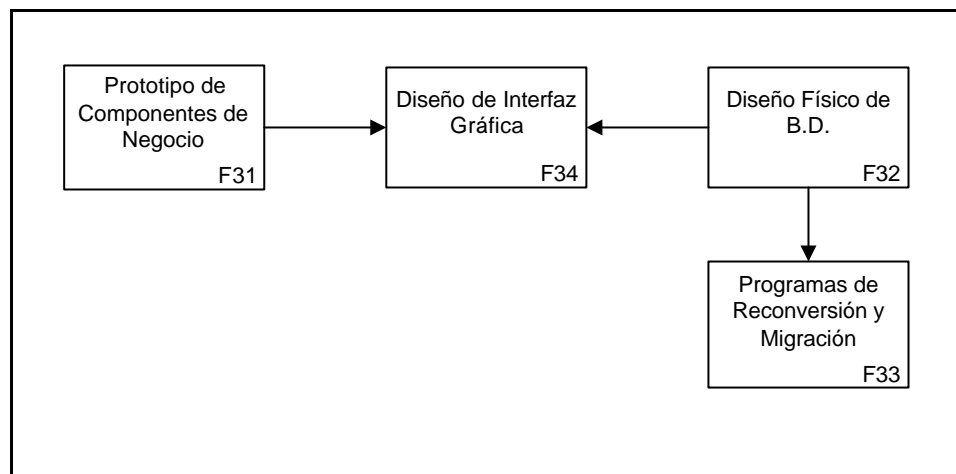 Prototipo de
Componentes de
Negocio
F31
Diseño de Interfaz
Gráfica
F34
Diseño Físico de
B.D.
F32
Programas de
Reconversión y
Migración
F33